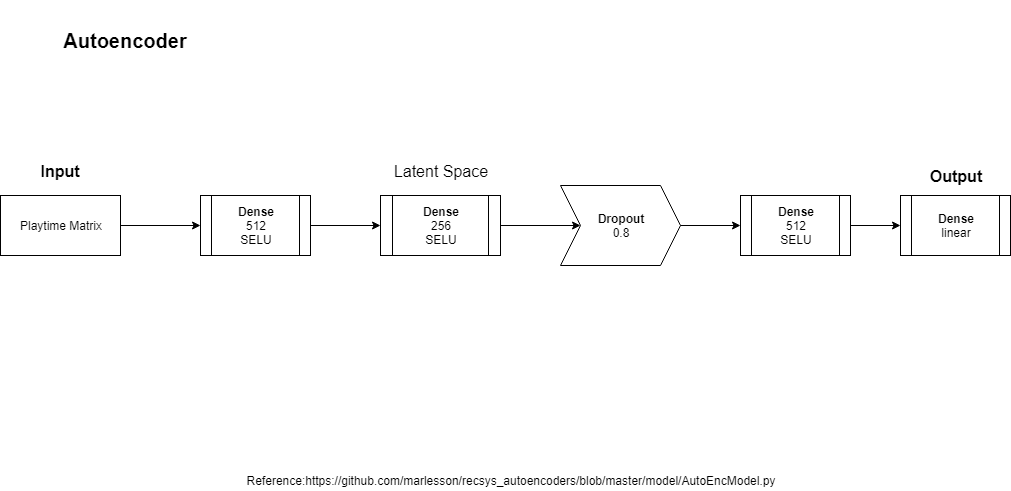 Autoencoder
Input
Playtime Matrix
Dense
512
SELU
Latent Space
Dense
256
SELU
Dropout
0.8
Dense
512
SELU
Output
Dense
linear
Reference:https://github.com/marlesson/recsys_autoencoders/blob/master/model/AutoEncModel.py